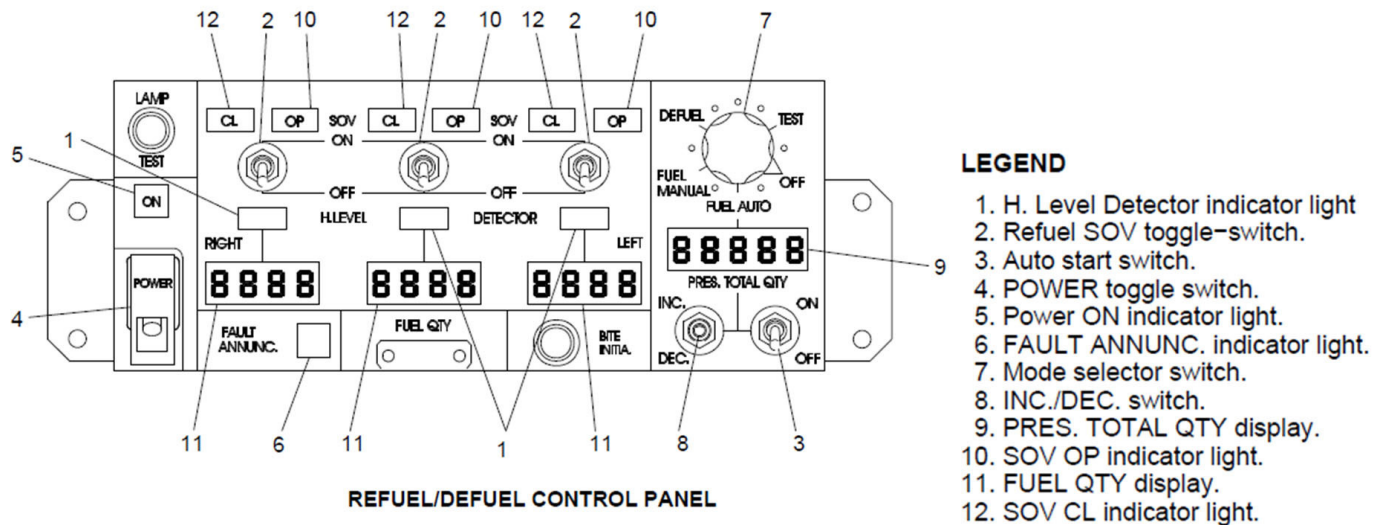 12 2 10 12 2 10 12 2 10 7
LAMP
TEST
CL OP SOV CL OP SOV CL OP
ON ON
OFF OFF
DEFUEL TEST
FUEL
MANUAL
OFF
FUEL AUTO
1
5
ON
H.LEVEL DETECTOR
RIGHT LEFT
8888 8888 8888
88888
9
PRES. TOTAL QTY
4
POWER
INC. ON
DEC. OFF
FAULT
ANNUNC.
FUEL QTY
BITE
INITIA.
11 6 11 1 11 8 3
REFUEL/DEFUEL CONTROL PANEL
LEGEND
1. H. Level Detector indicator light
2. Refuel SOV toggle-switch.
3. Auto start switch.
4. POWER toggle switch.
5. Power ON indicator light.
6. FAULT ANNUNC. indicator light.
7. Mode selector switch.
8. INC./DEC. switch.
9. PRES. TOTAL QTY display.
10. SOV OP indicator light.
11. FUEL QTY display.
12. SOV CL indicator light.